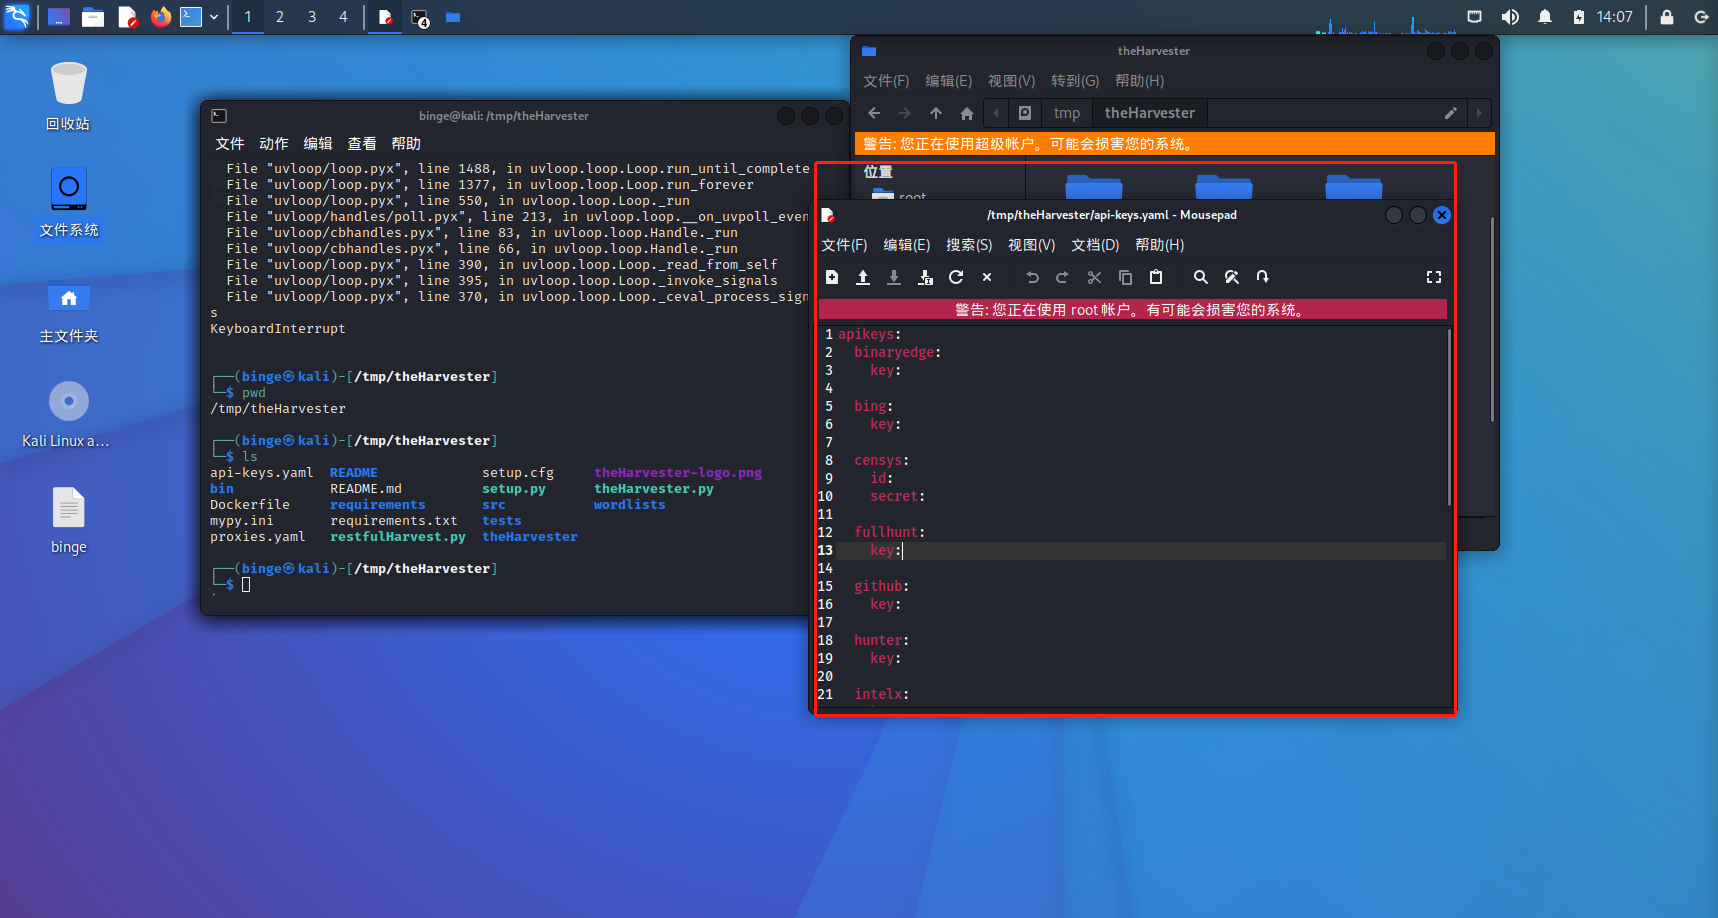 1 2 3 4
4
14:07
回收站
文件系统
主文件夹
Kali Linux a...
binge
binge@kali: /tmp/theHarvester
文件 动作 编辑 查看 帮助
File "uvloop/loop.pyx", line 1488, in uvloop.loop.Loop.run_until_complete
File "uvloop/loop.pyx", line 1377, in uvloop.loop.Loop.run_forever
File "uvloop/loop.pyx", line 550, in uvloop.loop.Loop._run
File "uvloop/handles/poll.pyx", line 213, in uvloop.loop.__on_uvpoll_even
File "uvloop/cbhandles.pyx", line 83, in uvloop.loop.Handle._run
File "uvloop/cbhandles.pyx", line 66, in uvloop.loop.Handle._run
File "uvloop/loop.pyx", line 390, in uvloop.loop.Loop._read_from_self
File "uvloop/loop.pyx", line 395, in uvloop.loop.Loop._invoke_signals
File "uvloop/loop.pyx", line 370, in uvloop.loop.Loop._ceval_process_sign
s
KeyboardInterrupt
┌──(binge㉿kali)-[/tmp/theHarvester]
└─$ pwd
/tmp/theHarvester
┌──(binge㉿kali)-[/tmp/theHarvester]
└─$ ls
api-keys.yaml README setup.cfg theHarvester-logo.png
bin README.md setup.py theHarvester.py
Dockerfile requirements src wordlists
mypy.ini requirements.txt tests
proxies.yaml restfulHarvest.py theHarvester
┌──(binge㉿kali)-[/tmp/theHarvester]
└─$
theHarvester
文件(F) 编辑(E) 视图(V) 转到(G) 帮助(H)
tmp theHarvester
警告: 您正在使用超级帐户。可能会损害您的系统。
位置
root
/tmp/theHarvester/api-keys.yaml - Mousepad
文件(F) 编辑(E) 搜索(S) 视图(V) 文档(D) 帮助(H)
警告: 您正在使用 root 帐户。有可能会损害您的系统。
1 apikeys:
2 binaryedge:
3 key:
4
5 bing:
6 key:
7
8 censys:
9 id:
10 secret:
11
12 fullhunt:
13 key:
14
15 github:
16 key:
17
18 hunter:
19 key:
20
21 intelx: